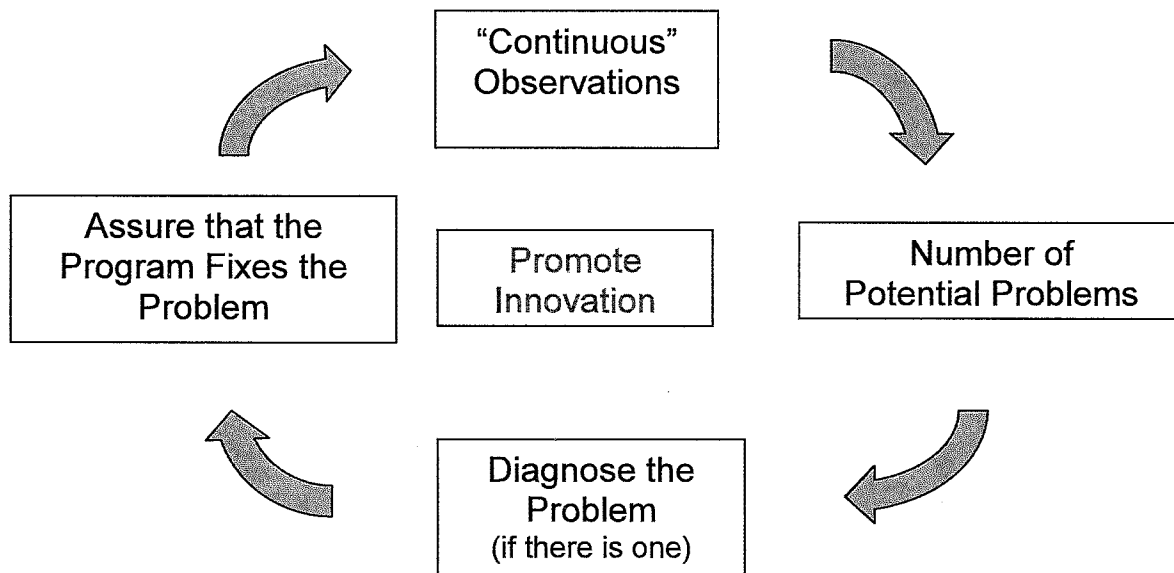 “Continuous”
Observations
Number of
Potential Problems
Diagnose the
Problem
(if there is one)
Assure that the
Program Fixes the
Problem
Promote
Innovation